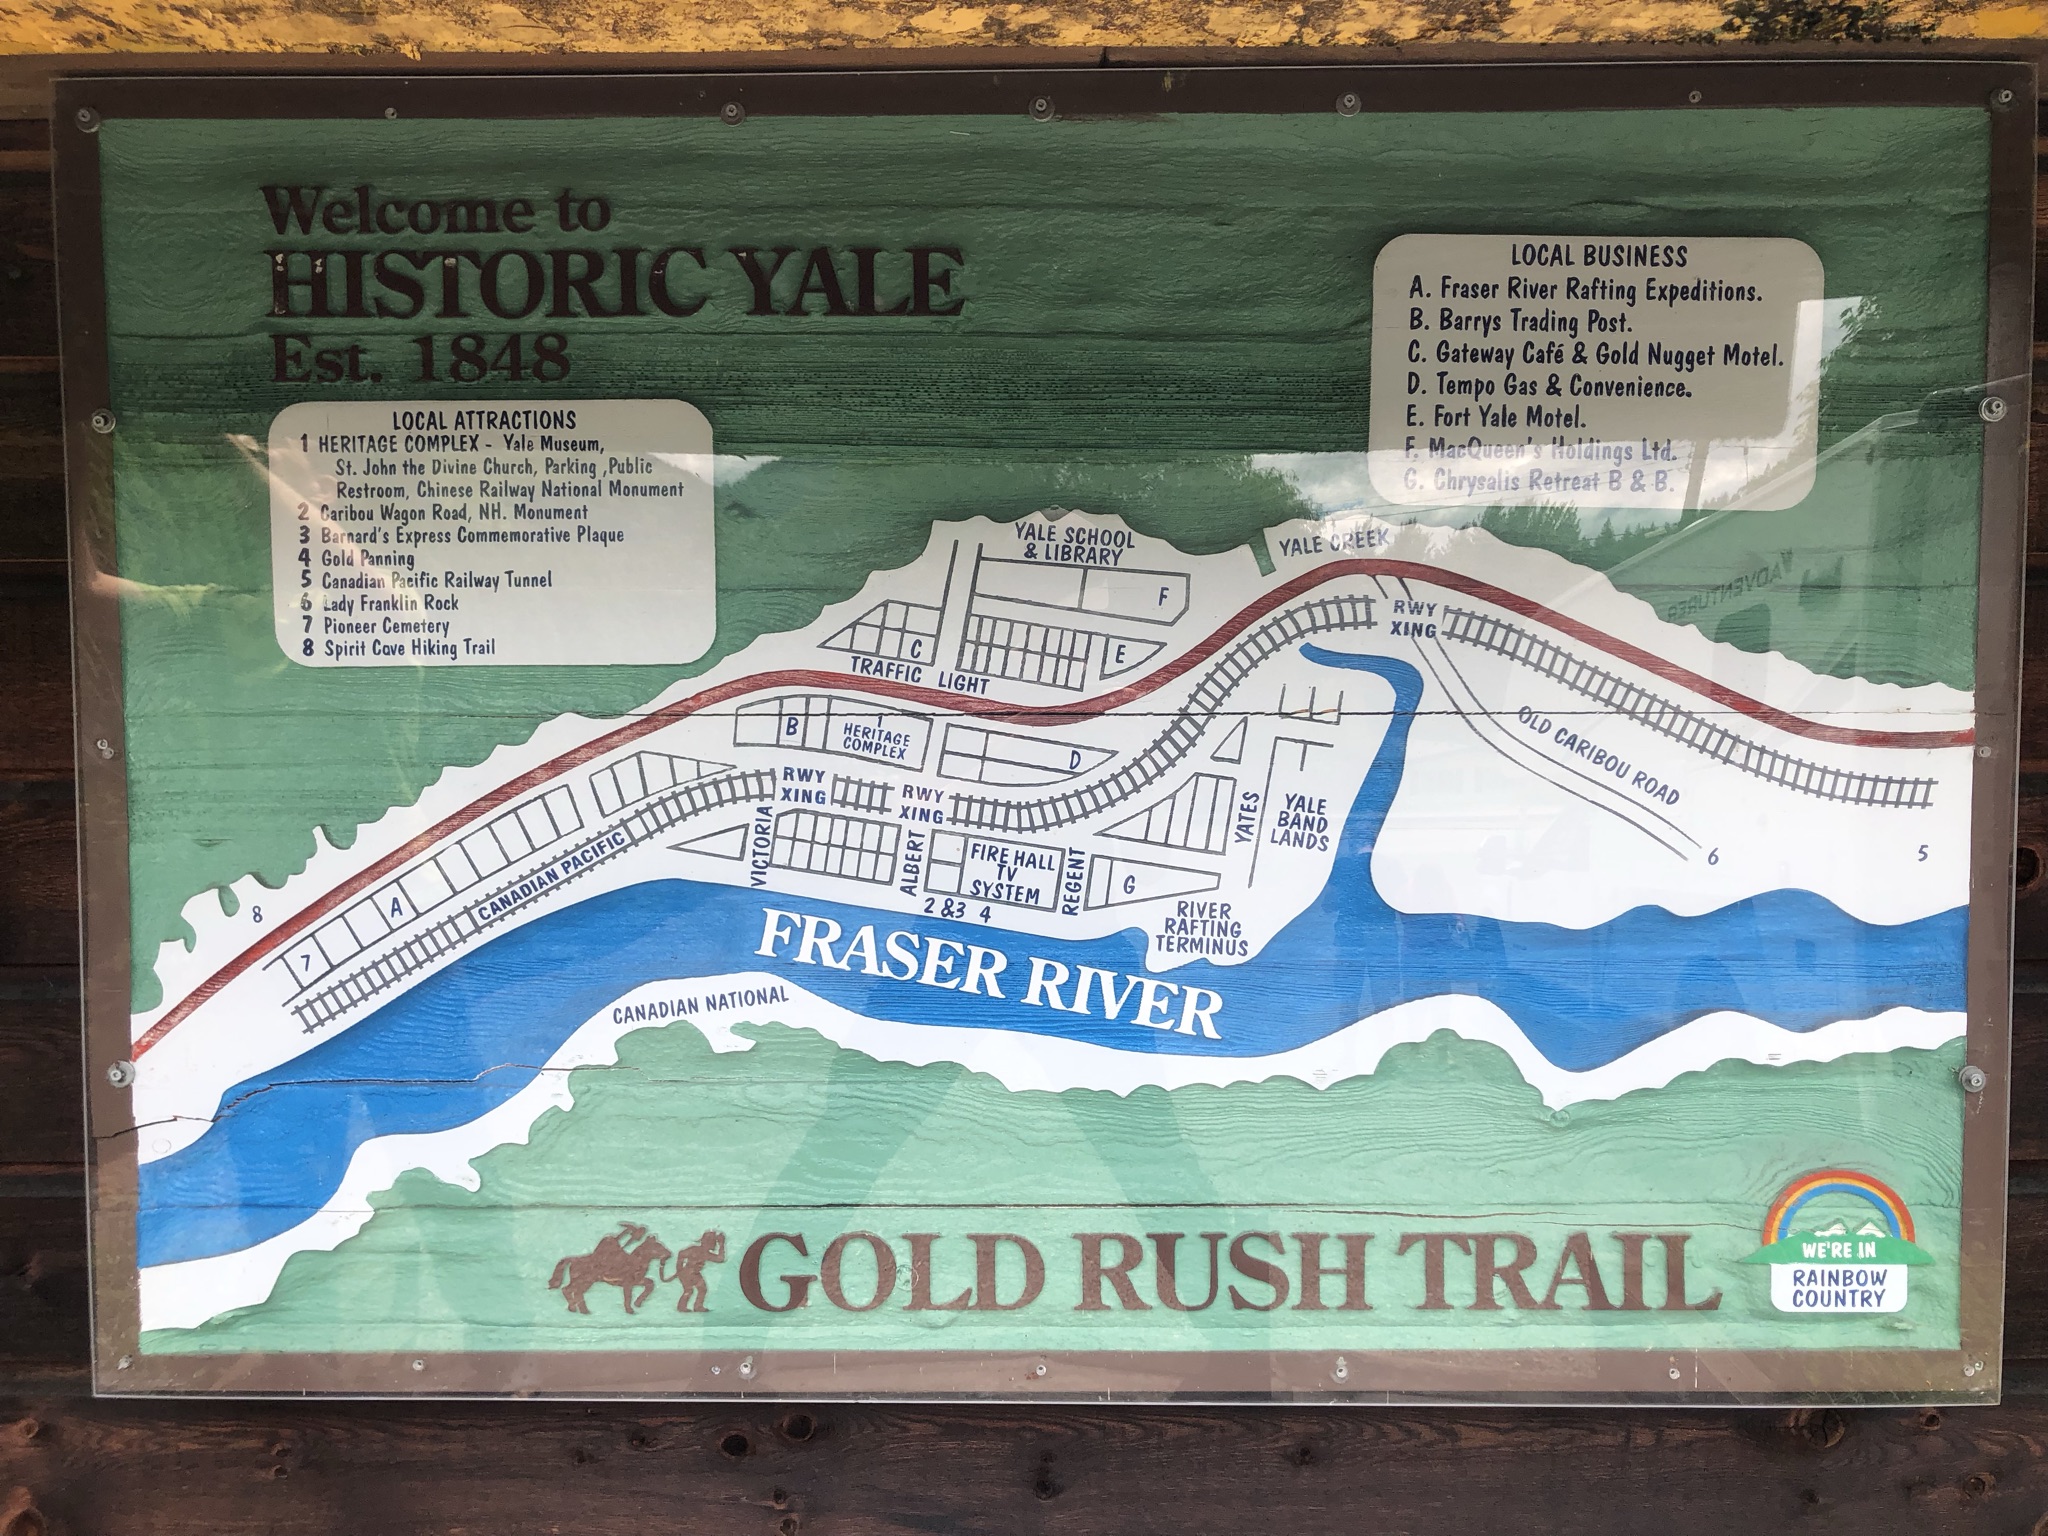 Welcome to
HISTORIC YALE
Est. 1848
LOCAL ATTRACTIONS
1 HERITAGE COMPLEX - Yale Museum,
St. John the Divine Church, Parking ,Public
Restroom, Chinese Railway National Monument
2 Caribou Wagon Road, NH. Monument
3 Barnard's Express Commemorative Plaque
4 Gold Panning
5 Canadian Pacific Railway Tunnel
6 Lady Franklin Rock
7 Pioneer Cemetery
8 Spirit Cave Hiking Trail
LOCAL BUSINESS
A. Fraser River Rafting Expeditions.
B. Barrys Trading Post.
C. Gateway Café & Gold Nugget Motel.
D. Tempo Gas & Convenience.
E. Fort Yale Motel.
F. MacQueen's Holdings Ltd.
G. Chrysalis Retreat B & B.
YALE SCHOOL
& LIBRARY
YALE CREEK
F
C
E
TRAFFIC LIGHT
RWY
XING
B
1
HERITAGE
COMPLEX
D
OLD CARIBOU ROAD
RWY
XING
RWY
XING
CANADIAN PACIFIC
VICTORIA
ALBERT
FIRE HALL
TV
SYSTEM
REGENT
G
YATES
YALE
BAND
LANDS
6
5
8
A
7
2 &3 4
RIVER
RAFTING
TERMINUS
FRASER RIVER
CANADIAN NATIONAL
GOLD RUSH TRAIL
WE'RE IN
RAINBOW
COUNTRY